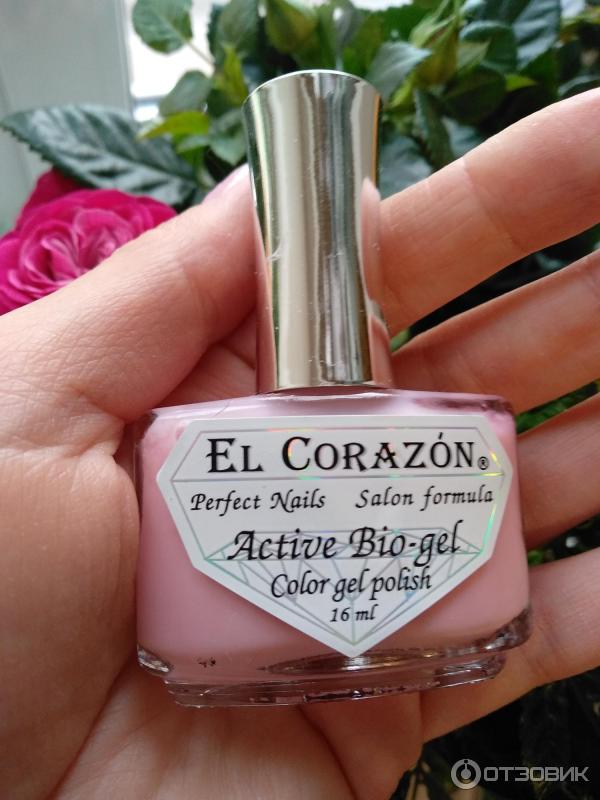 EL CORAZÓN®
Perfect Nails Salon formula
Active Bio-gel
Color gel polish
16 ml
ОТЗОВИК